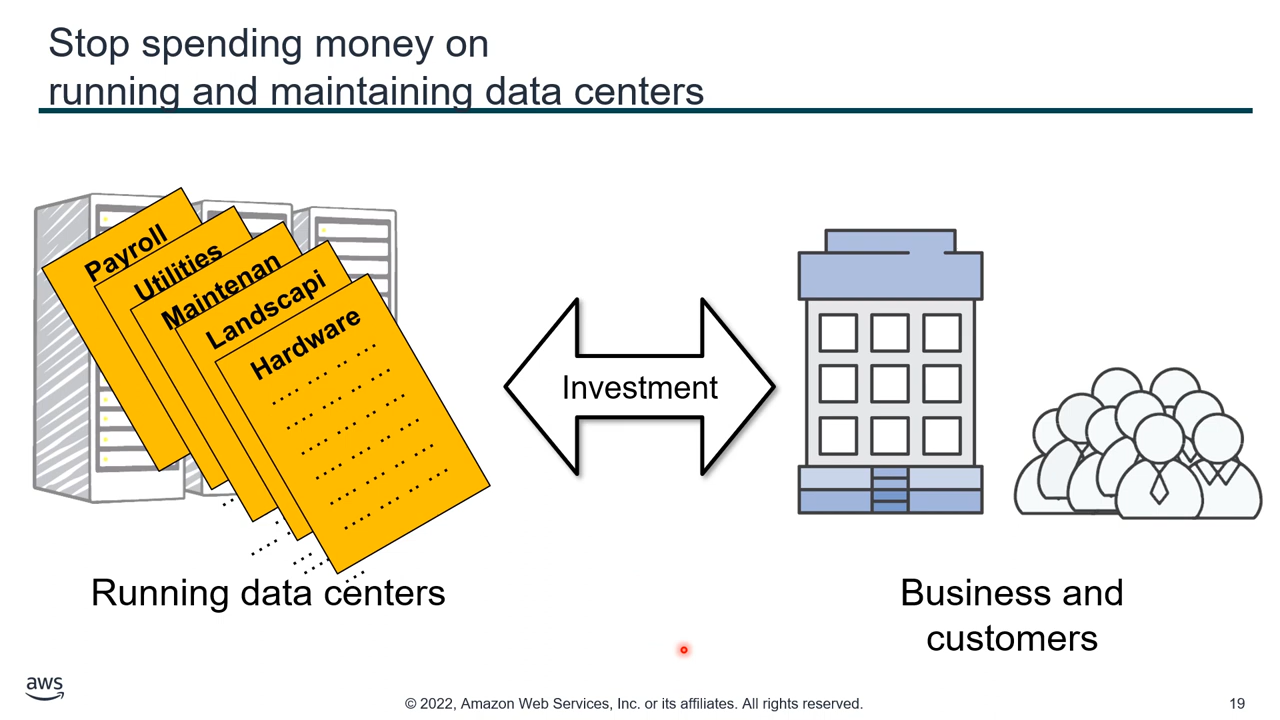 Stop spending money on
running and maintaining data centers
Payroll
Utilities
Maintenan
Landscapi
Hardware
Investment
Running data centers
Business and
customers
aws
© 2022, Amazon Web Services, Inc. or its affiliates. All rights reserved.
19